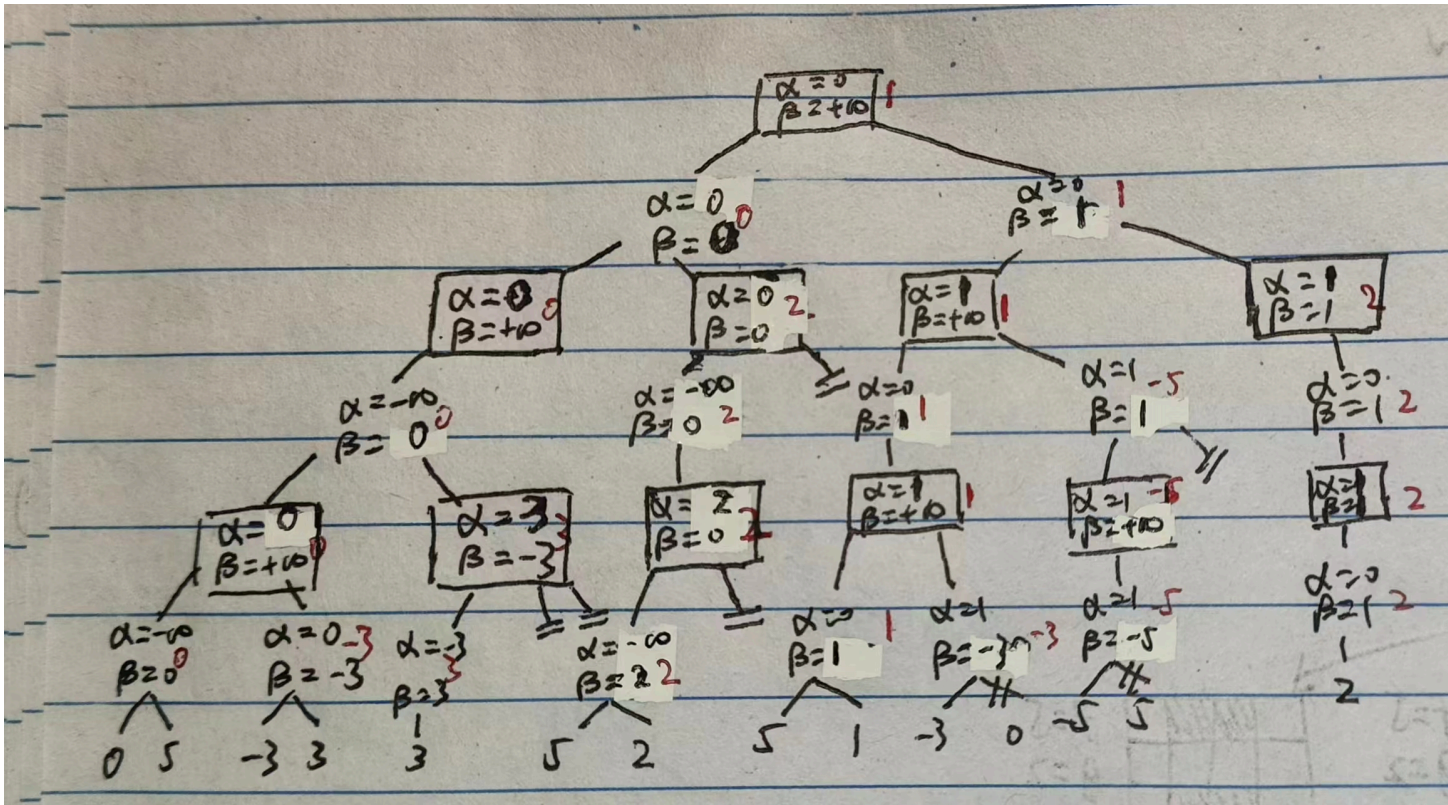 α=0
β=+∞ 1
α=0
β=0 0
α=0
β=1 1
α=0
β=+∞ 0
α=0
β=0 2
α=1
β=+∞ 1
α=1
β=1 2
α=-∞
β=0 0
α=-∞
β=0 2
α=0
β=1 1
α=1
β=1 -5
α=0
β=1 2
α=0
β=+∞ 0
α=3
β=-3 3
α=2
β=0 2
α=1
β=+∞ 1
α=1 -5
β=+∞
2
α=-∞
β=0 0
α=0 -3
β=-3
α=-3
β=3 3
α=-∞
β=2 2
α=0
β=1 1
α=1
β=-3 -3
α=1 -5
β=-5
α=0
β=1 2
0 5 -3 3 3 5 2 5 1 -3 0 -5 5 2